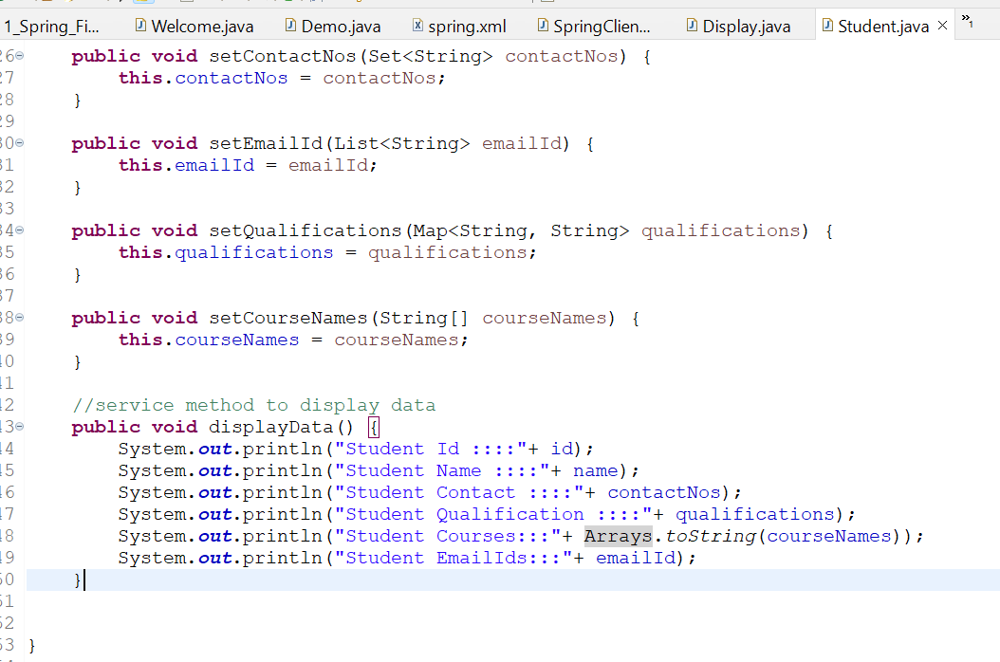 1_Spring_Fi... Welcome.java Demo.java spring.xml SpringClien... Display.java Student.java »1
26 public void setContactNos(Set<String> contactNos) {
27 this.contactNos = contactNos;
28 }
29
30 public void setEmailId(List<String> emailId) {
31 this.emailId = emailId;
32 }
33
34 public void setQualifications(Map<String, String> qualifications) {
35 this.qualifications = qualifications;
36 }
37
38 public void setCourseNames(String[] courseNames) {
39 this.courseNames = courseNames;
40 }
41
42 //service method to display data
43 public void displayData() {
44 System.out.println("Student Id ::::"+ id);
45 System.out.println("Student Name ::::"+ name);
46 System.out.println("Student Contact ::::"+ contactNos);
47 System.out.println("Student Qualification ::::"+ qualifications);
48 System.out.println("Student Courses:::"+ Arrays.toString(courseNames));
49 System.out.println("Student EmailIds:::"+ emailId);
50 }
51
52
53 }